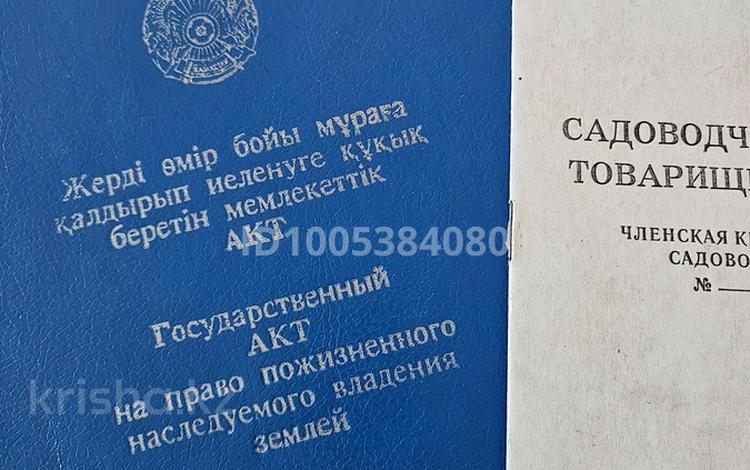 Жерді өмір бойы мұраға
қалдырып иеленуге құқық
беретін мемлекеттік
АКТ
Государственный
АКТ
на право пожизненного
наследуемого владения
землей
САДОВОДЧ
ТОВАРИЩ
ЧЛЕНСКАЯ К
САДОВО
№
ID1005384080
krisha.kz